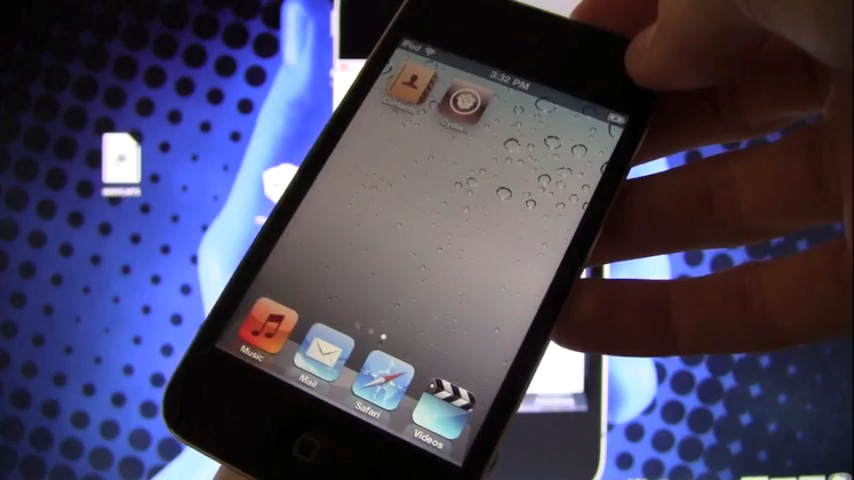 iPod
3:32 PM
Contacts
Cydia
Music
Mail
Safari
Videos